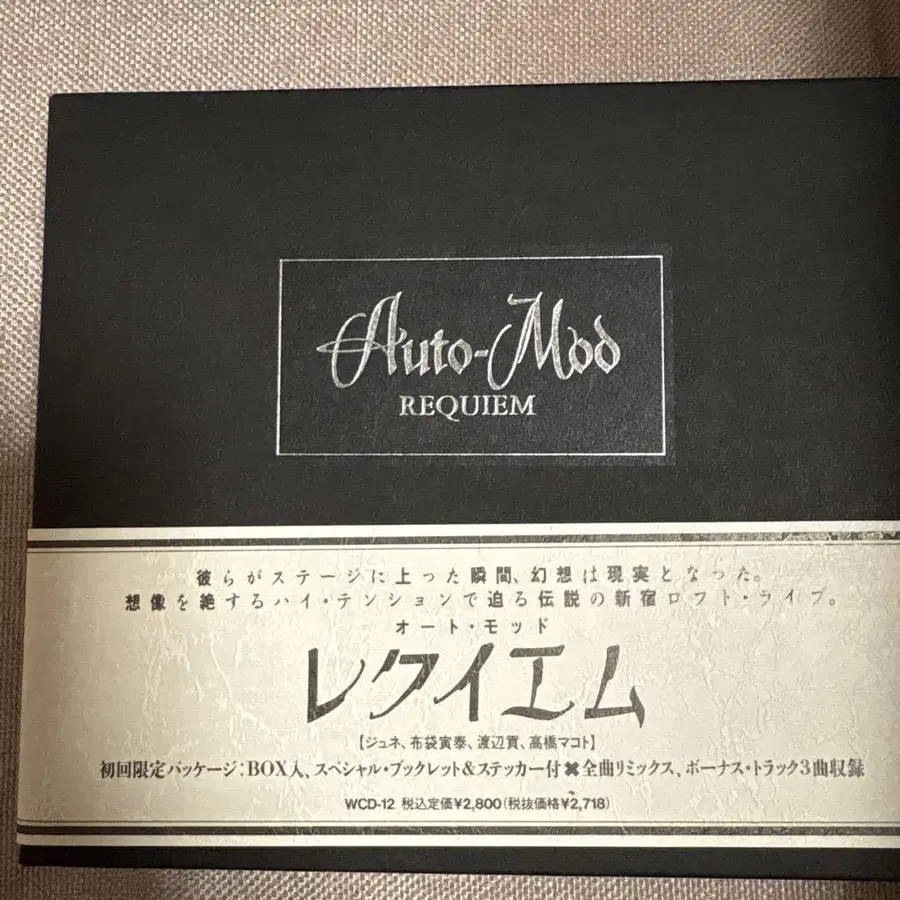 Auto-Mod
REQUIEM
彼らがステージに上った瞬間、幻想は現実となった。
想像を絶するハイ・テンションで迫る伝説の新宿ロフト・ライブ。
オート・モッド
レクイエム
【ジュネ、布袋寅泰、渡辺貢、高橋マコト】
初回限定パッケージ:BOX入、スペシャル・ブックレット&ステッカー付✖全曲リミックス、ボーナス・トラック3曲収録
WCD-12 税込定価¥2,800(税抜価格¥2,718)